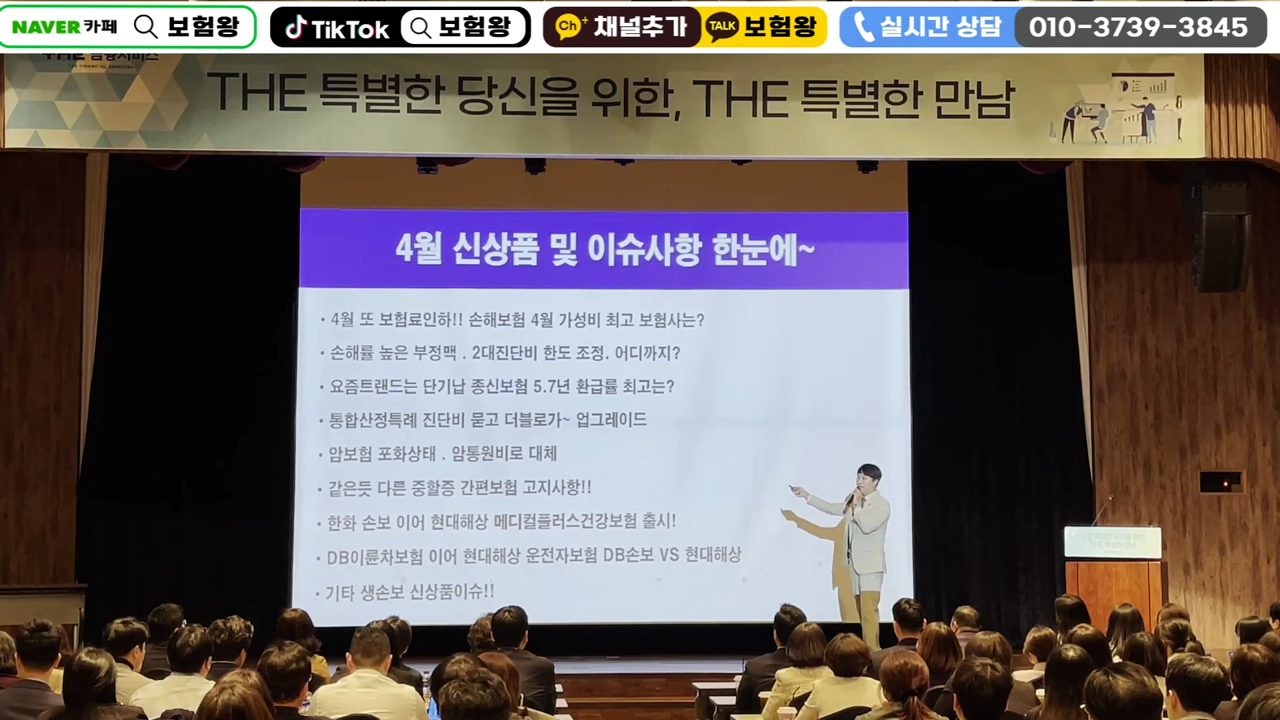 NAVER 카페 보험왕
TikTok 보험왕
Ch+ 채널추가 TALK 보험왕
실시간 상담 010-3739-3845
THE 특별한 당신을 위한, THE 특별한 만남
4월 신상품 및 이슈사항 한눈에~
• 4월 또 보험료인하!! 손해보험 4월 가성비 최고 보험사는?
• 손해률 높은 부정맥 . 2대진단비 한도 조정. 어디까지?
• 요즘트랜드는 단기납 종신보험 5.7년 환급률 최고는?
• 통합산정특례 진단비 묻고 더블로가~ 업그레이드
• 암보험 포화상태 . 암통원비로 대체
• 같은듯 다른 중할증 간편보험 고지사항!!
• 한화 손보 이어 현대해상 메디컬플러스건강보험 출시!
• DB이륜차보험 이어 현대해상 운전자보험 DB손보 VS 현대해상
• 기타 생손보 신상품이슈!!